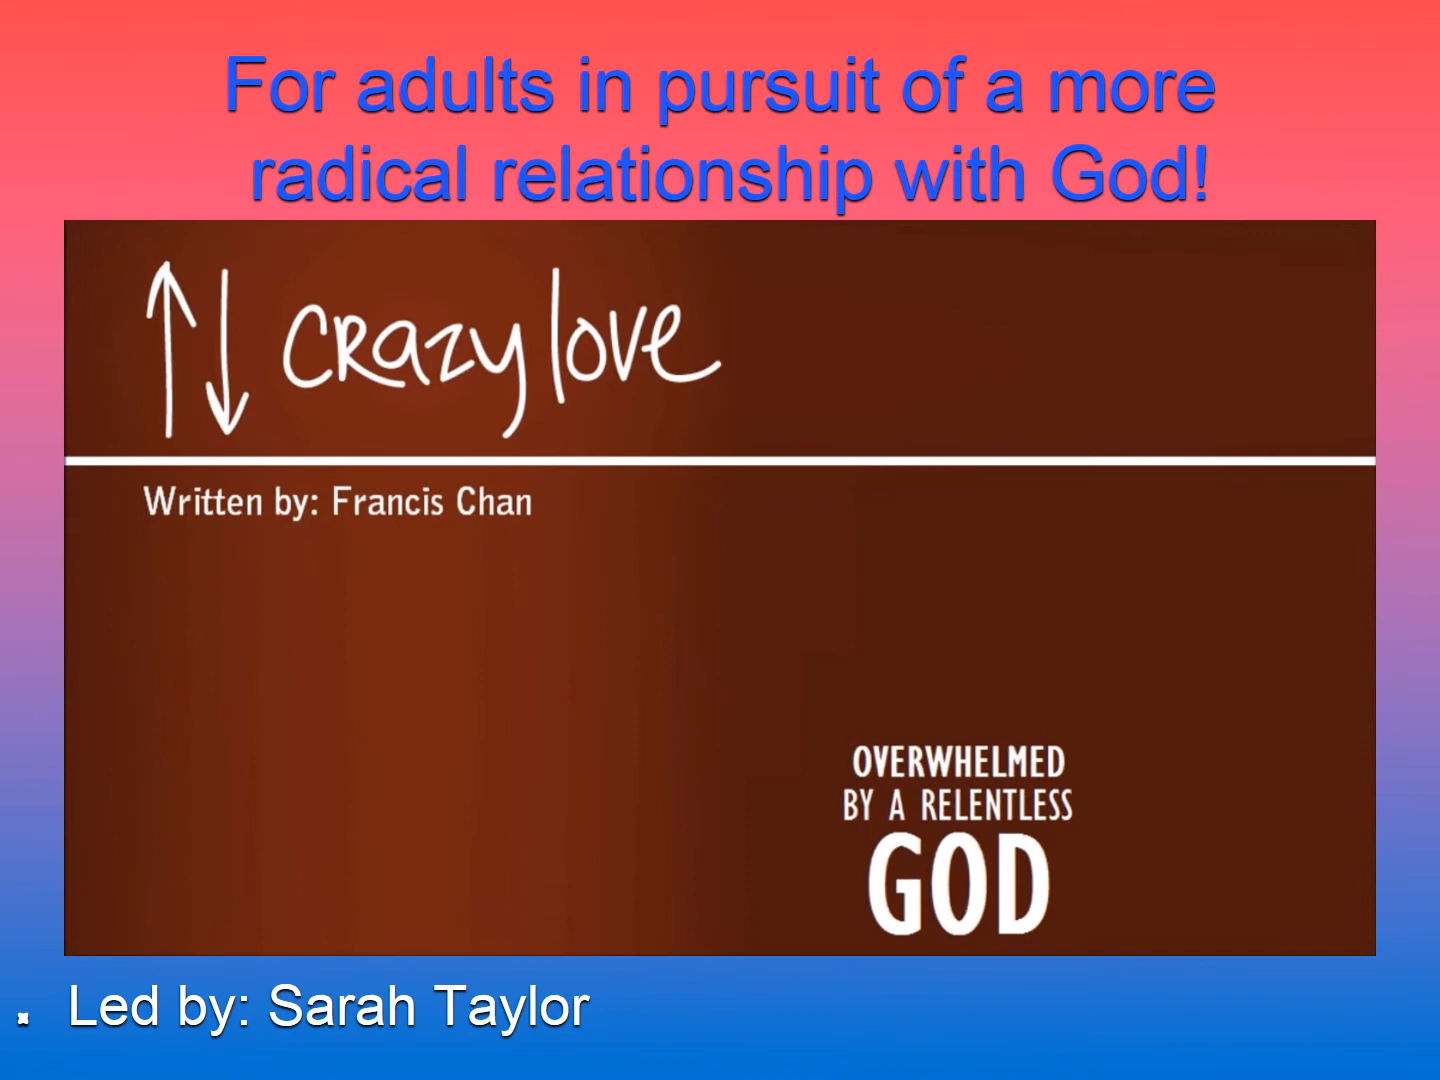 For adults in pursuit of a more
radical relationship with God!
crazy love
Written by: Francis Chan
OVERWHELMED
BY A RELENTLESS
GOD
Led by: Sarah Taylor